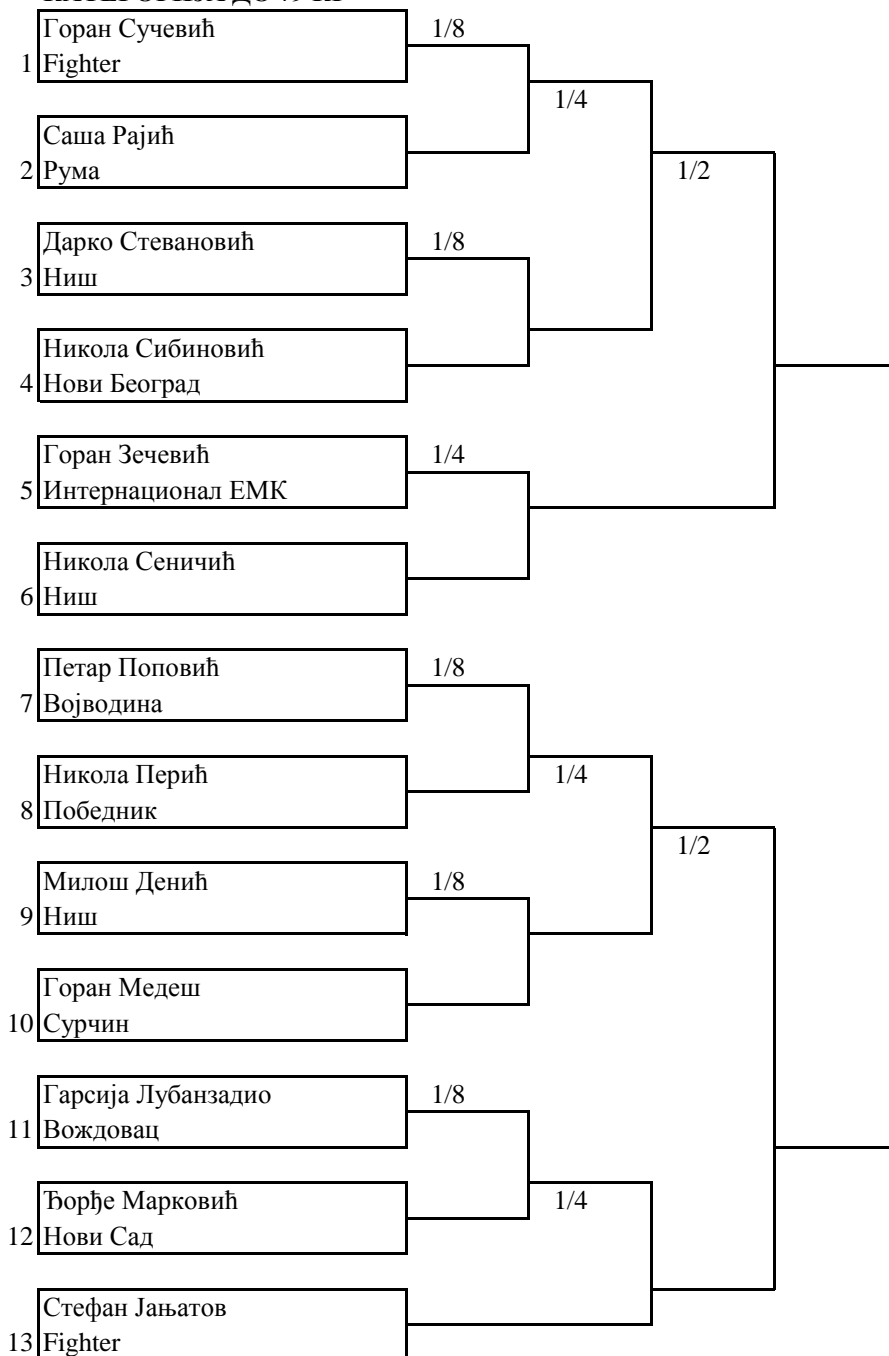 Горан Сучевић 1/8
1 Fighter
1/4
Саша Рајић
2 Рума 1/2
Дарко Стевановић 1/8
3 Ниш
Никола Сибиновић
4 Нови Београд
Горан Зечевић 1/4
5 Интернационал ЕМК
Никола Сеничић
6 Ниш
Петар Поповић 1/8
7 Војводина
Никола Перић 1/4
8 Победник
1/2
Милош Денић 1/8
9 Ниш
Горан Медеш
10 Сурчин
Гарсија Лубанзадио 1/8
11 Вождовац
Ђорђе Марковић 1/4
12 Нови Сад
Стефан Јањатов
13 Fighter